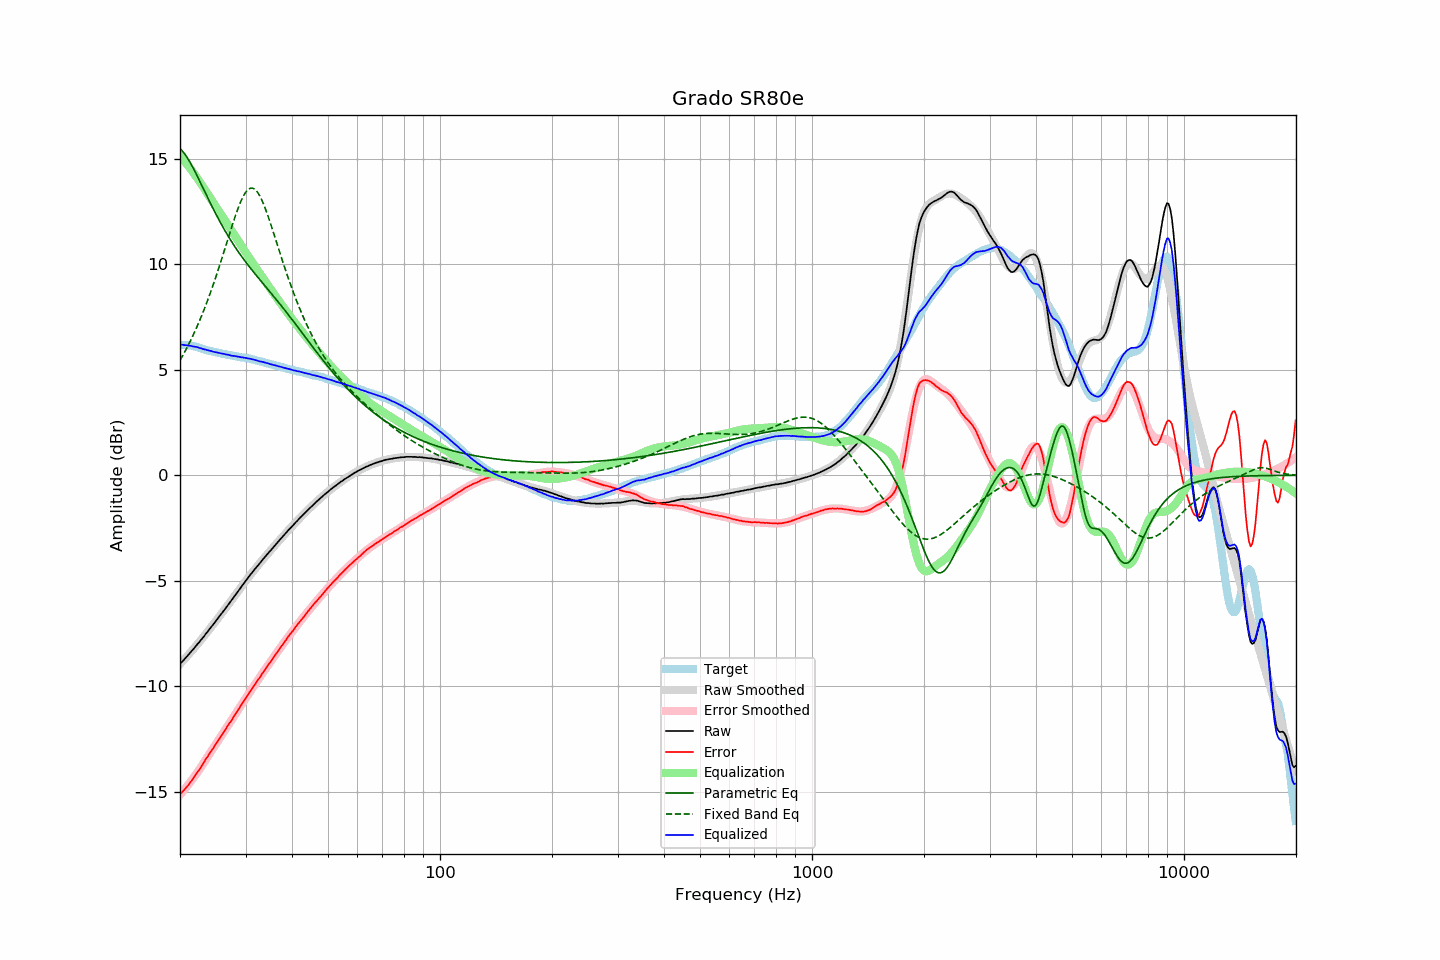 Grado SR80e
Amplitude (dBr)
15
10
5
0
−5
−10
−15
Target
Raw Smoothed
Error Smoothed
Raw
Error
Equalization
Parametric Eq
Fixed Band Eq
Equalized
100
1000
10000
Frequency (Hz)